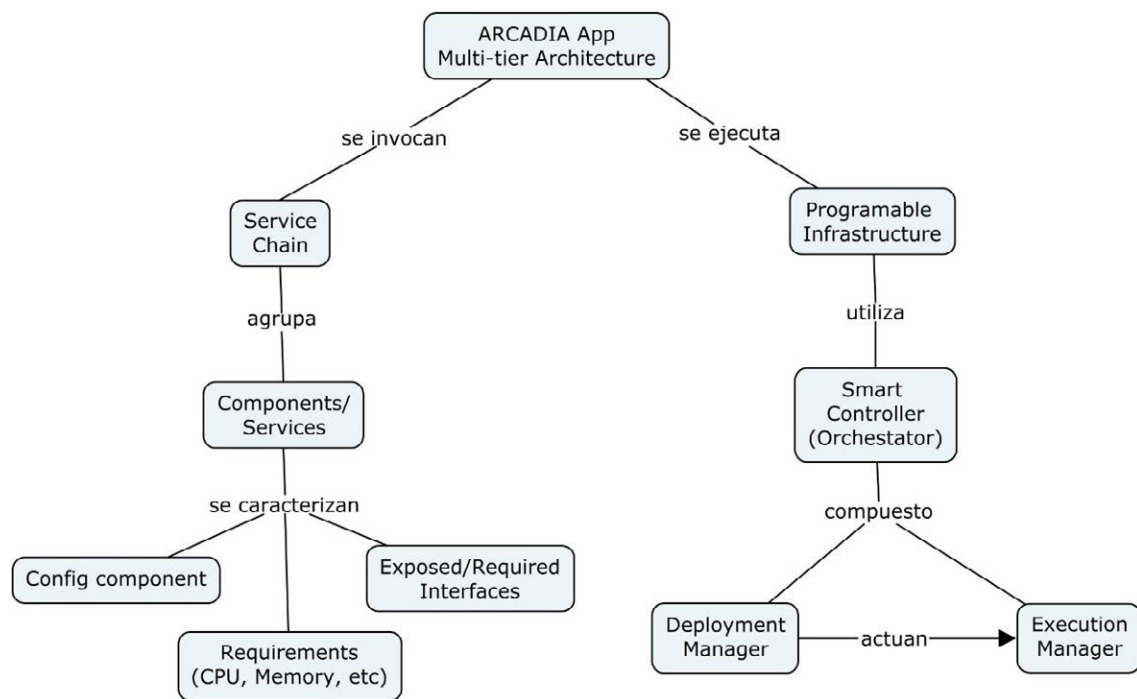 ARCADIA App
Multi-tier Architecture
se invocan
se ejecuta
Service
Chain
Programable
Infrastructure
agrupa
utiliza
Components/
Services
Smart
Controller
(Orchestator)
se caracterizan
compuesto
Config component
Exposed/Required
Interfaces
Requirements
(CPU, Memory, etc)
Deployment
Manager
actuan
Execution
Manager